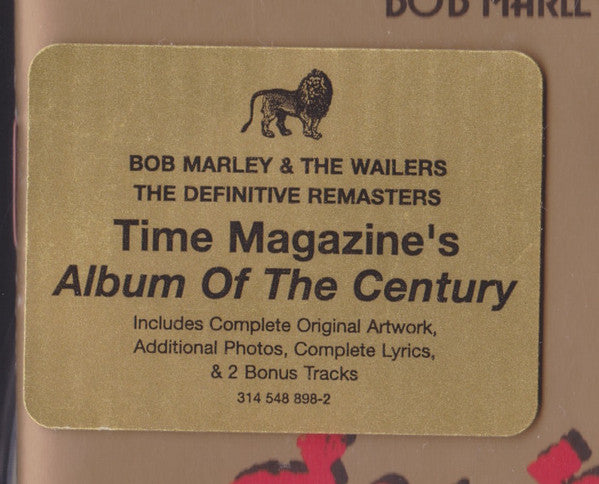 BOB MARLE
BOB MARLEY & THE WAILERS
THE DEFINITIVE REMASTERS
Time Magazine's
Album Of The Century
Includes Complete Original Artwork,
Additional Photos, Complete Lyrics,
& 2 Bonus Tracks
314 548 898-2